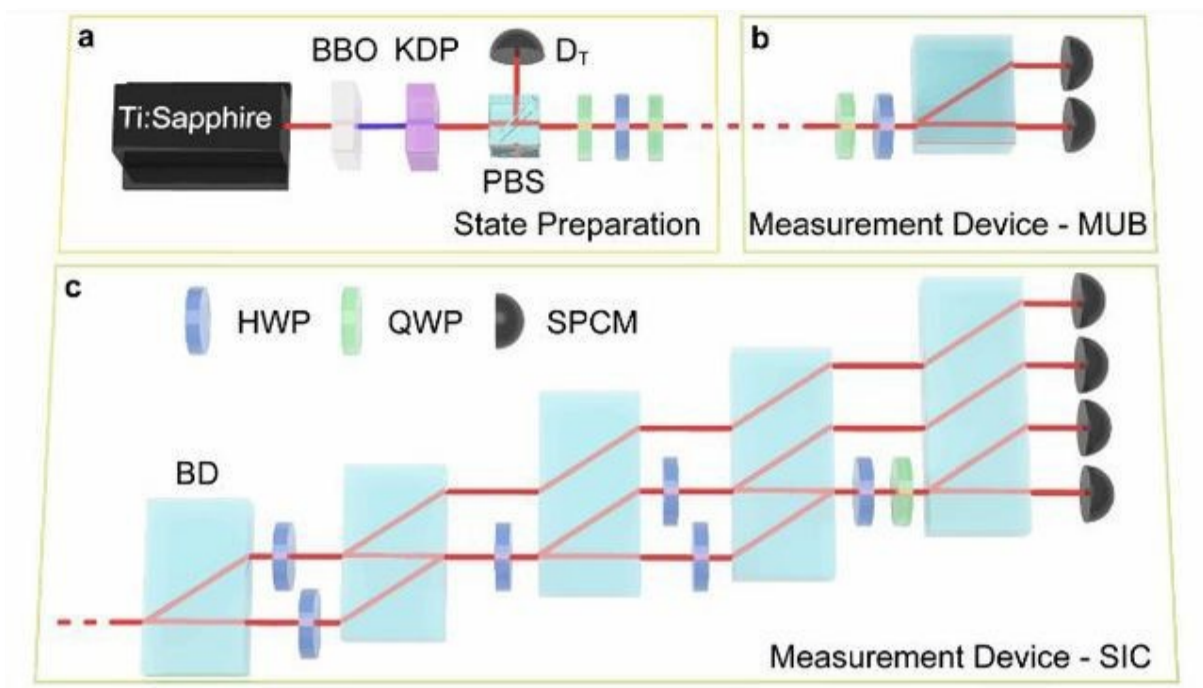 a
BBO KDP
D_T
Ti:Sapphire
PBS
State Preparation
b
Measurement Device - MUB
c
HWP QWP SPCM
BD
Measurement Device - SIC